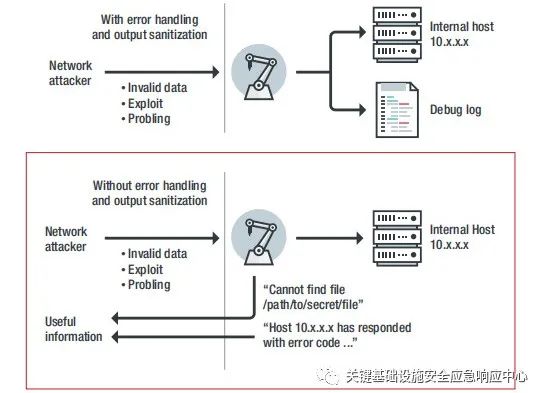 With error handling
and output sanitization
Network
attacker
• Invalid data
• Exploit
• Probling
Internal host
10.x.x.x
Debug log
Without error handling
and output sanitization
Network
attacker
• Invalid data
• Exploit
• Probling
Internal Host
10.x.x.x
“Cannot find file
/path/to/secret/file”
Useful
information
“Host 10.x.x.x has responded
with error code ...”
关键基础设施安全应急响应中心